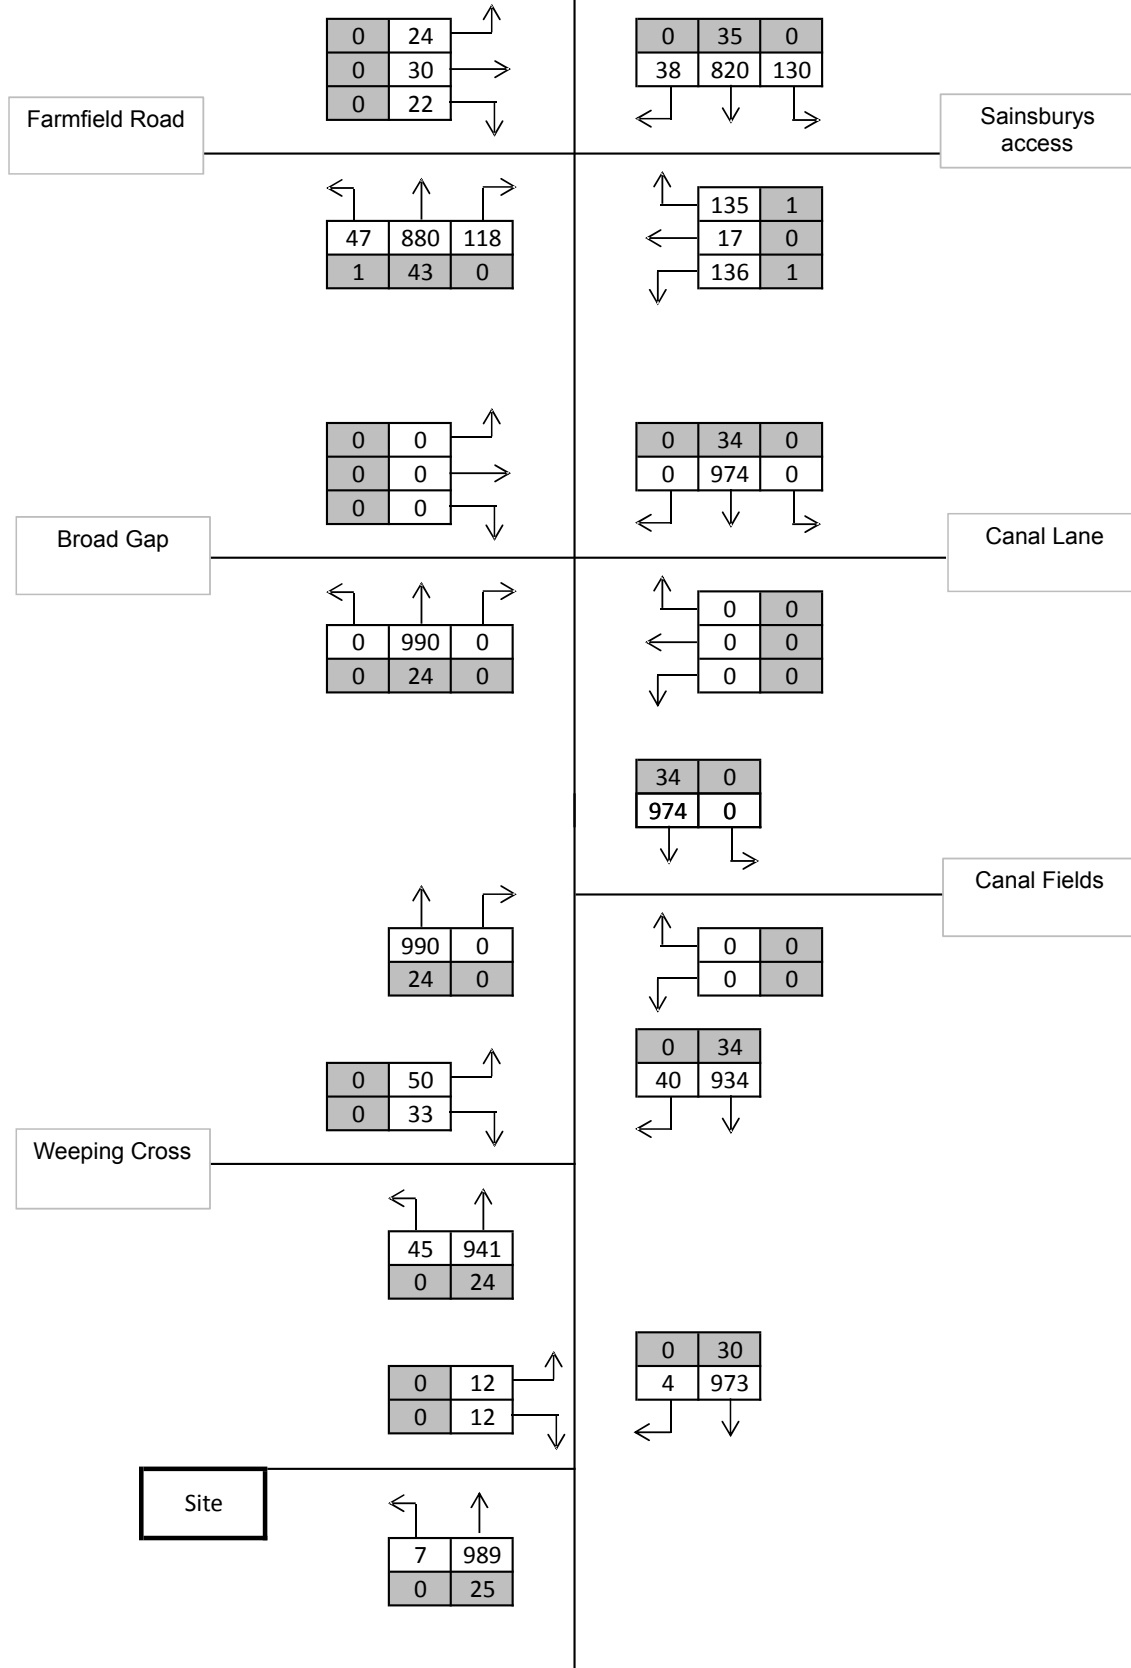 0 24
0 30
0 22
0 35 0
38 820 130
Farmfield Road
Sainsburys
access
47 880 118
1 43 0
135 1
17 0
136 1
0 0
0 0
0 0
0 34 0
0 974 0
Broad Gap
Canal Lane
0 990 0
0 24 0
0 0
0 0
0 0
34 0
974 0
Canal Fields
990 0
24 0
0 0
0 0
0 34
40 934
0 50
0 33
Weeping Cross
45 941
0 24
0 30
4 973
0 12
0 12
Site
7 989
0 25